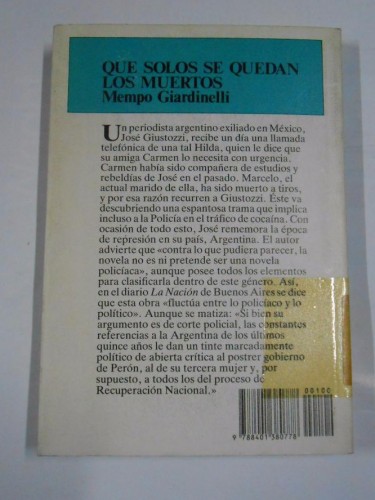 QUE SOLOS SE QUEDAN
LOS MUERTOS
Mempo Giardinelli
Un periodista argentino exiliado en México,
José Giustozzi, recibe un día una llamada
telefónica de una tal Hilda, quien le dice que
su amiga Carmen lo necesita con urgencia.
Carmen había sido compañera de estudios y
rebeldías de José en el pasado. Marcelo, el
actual marido de ella, ha sido muerto a tiros,
y por esa razón recurren a Giustozzi. Éste va
descubriendo una espantosa trama que implica
incluso a la Policía en el tráfico de cocaína. Con
ocasión de todo esto, José rememora la época
de represión en su país, Argentina. El autor
advierte que «contra lo que pudiera parecer, la
novela no es ni pretende ser una novela
policíaca», aunque posee todos los elementos
para clasificarla dentro de este género. Así,
en el diario La Nación de Buenos Aires se dice
que esta obra «fluctúa entre lo policíaco y lo
político». Aunque se matiza: «Si bien su
argumento es de corte policial, las constantes
referencias a la Argentina de los últimos
quince años le dan un tinte marcadamente
político de abierta crítica al postrer gobierno
de Perón, al de su tercera mujer y, por
supuesto, a todos los del proceso de
Recuperación Nacional.»
00100
9 788401 380778